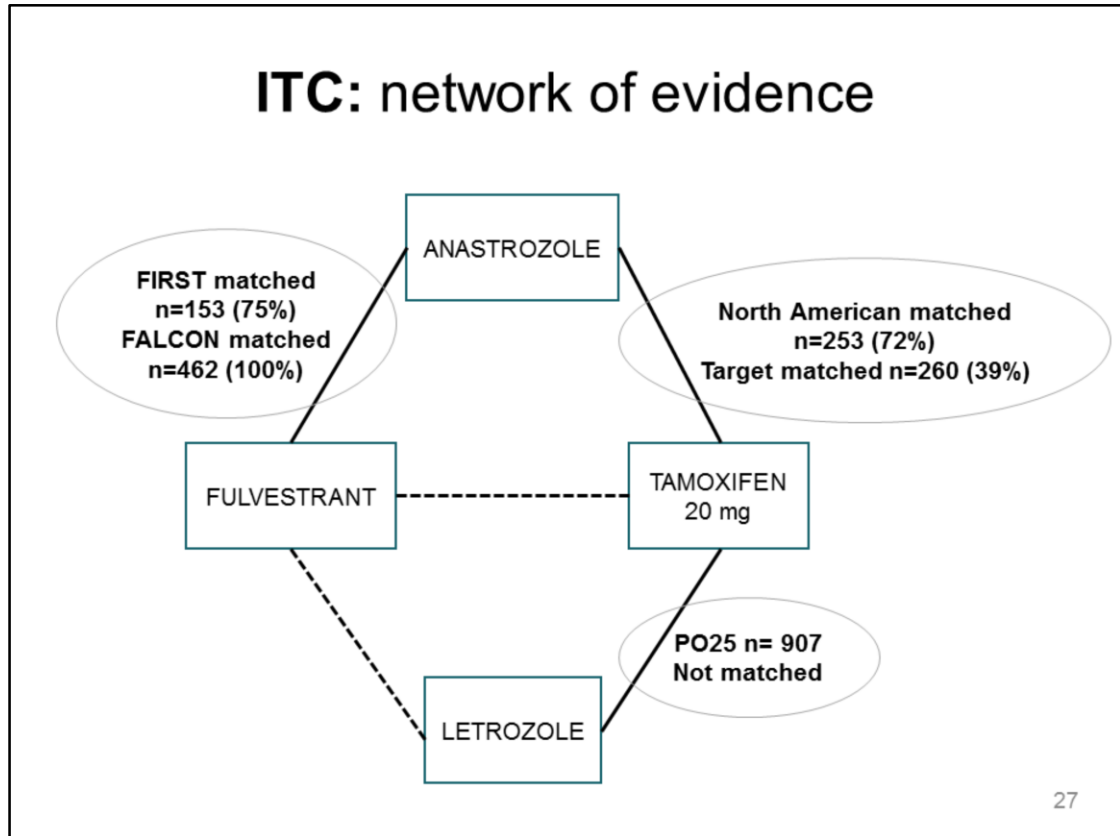 ITC: network of evidence
ANASTROZOLE
FIRST matched
n=153 (75%)
FALCON matched
n=462 (100%)
North American matched
n=253 (72%)
Target matched n=260 (39%)
FULVESTRANT
TAMOXIFEN
20 mg
PO25 n= 907
Not matched
LETROZOLE
27